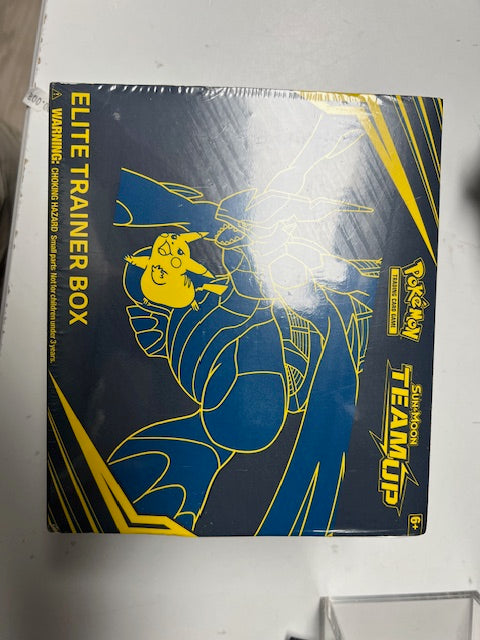 POKéMON
TRADING CARD GAME
SUN & MOON
TEAM UP
6+
ELITE TRAINER BOX
WARNING: CHOKING HAZARD Small parts. Not for children under 3 years.